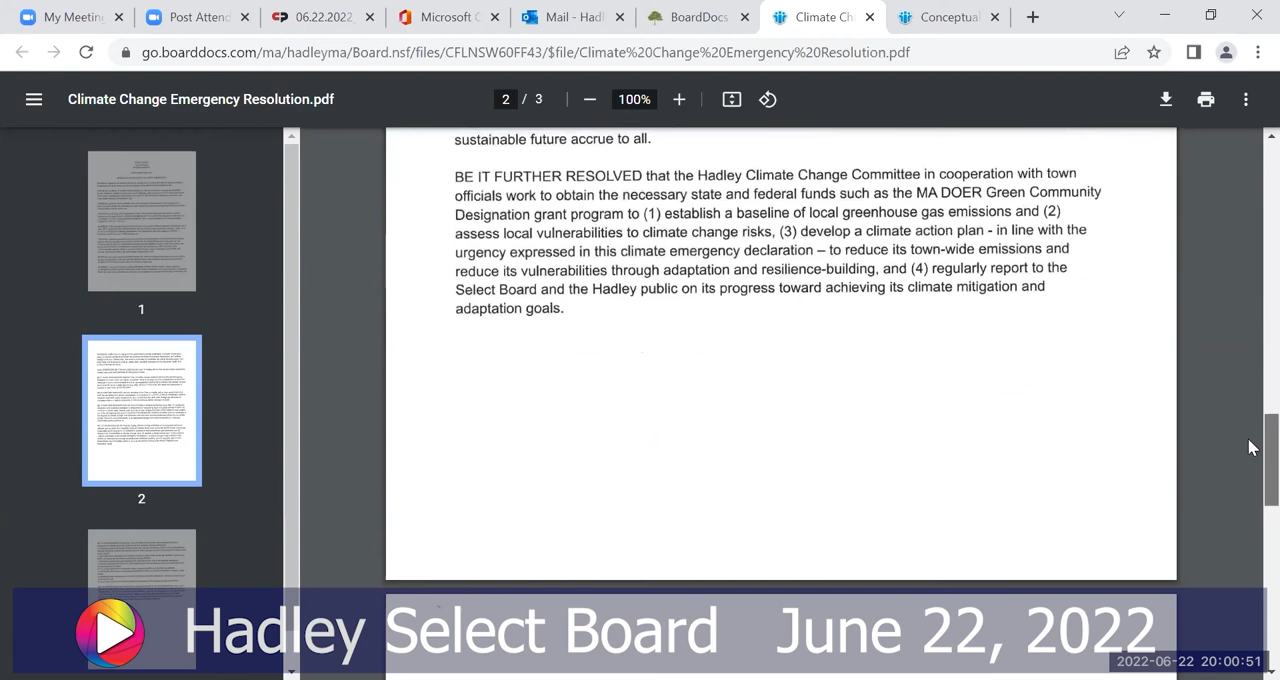 My Meeting
Post Attend
06.22.2022
Microsoft O
Mail - Hadl
BoardDocs
Climate Ch
Conceptual
go.boarddocs.com/ma/hadleyma/Board.nsf/files/CFLNSW60FF43/$file/Climate%20Change%20Emergency%20Resolution.pdf
Climate Change Emergency Resolution.pdf
2 / 3
100%
sustainable future accrue to all.
BE IT FURTHER RESOLVED that the Hadley Climate Change Committee in cooperation with town
officials work to obtain the necessary state and federal funds such as the MA DOER Green Community
Designation grant program to (1) establish a baseline of local greenhouse gas emissions and (2)
assess local vulnerabilities to climate change risks, (3) develop a climate action plan - in line with the
urgency expressed in this climate emergency declaration – to reduce its town-wide emissions and
reduce its vulnerabilities through adaptation and resilience-building, and (4) regularly report to the
Select Board and the Hadley public on its progress toward achieving its climate mitigation and
adaptation goals.
1
2
Hadley Select Board June 22, 2022
2022-06-22 20:00:51